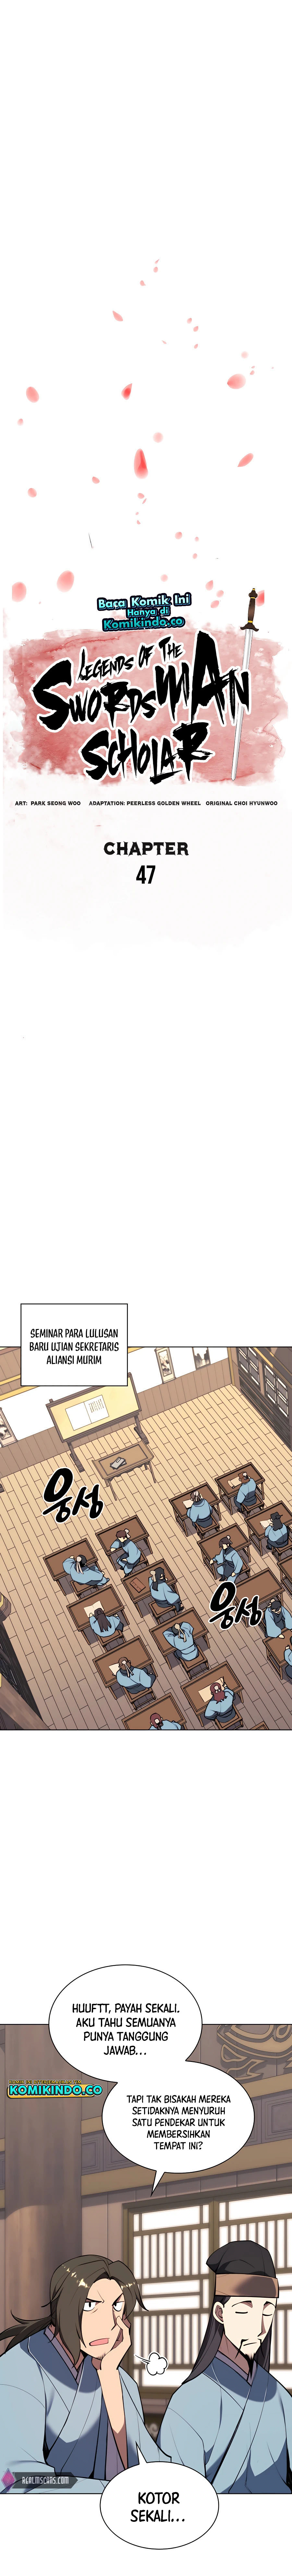 Baca Komik Ini
Hanya di
Komikindo.co
LEGENDS OF THE
SWORDSMAN
SCHOLAR
ART: PARK SEONG WOO ADAPTATION: PEERLESS GOLDEN WHEEL ORIGINAL CHOI HYUNWOO
CHAPTER
47
SEMINAR PARA LULUSAN
BARU UJIAN SEKRETARIS
ALIANSI MURIM
웅성
웅성
HUUFTT, PAYAH SEKALI.
AKU TAHU SEMUANYA
PUNYA TANGGUNG
JAWAB...
KOMIKINDO.CO
TAPI TAK BISAKAH MEREKA
SETIDAKNYA MENYURUH
SATU PENDEKAR UNTUK
MEMBERSIHKAN
TEMPAT INI?
REALMSCANS.COM
KOTOR
SEKALI...